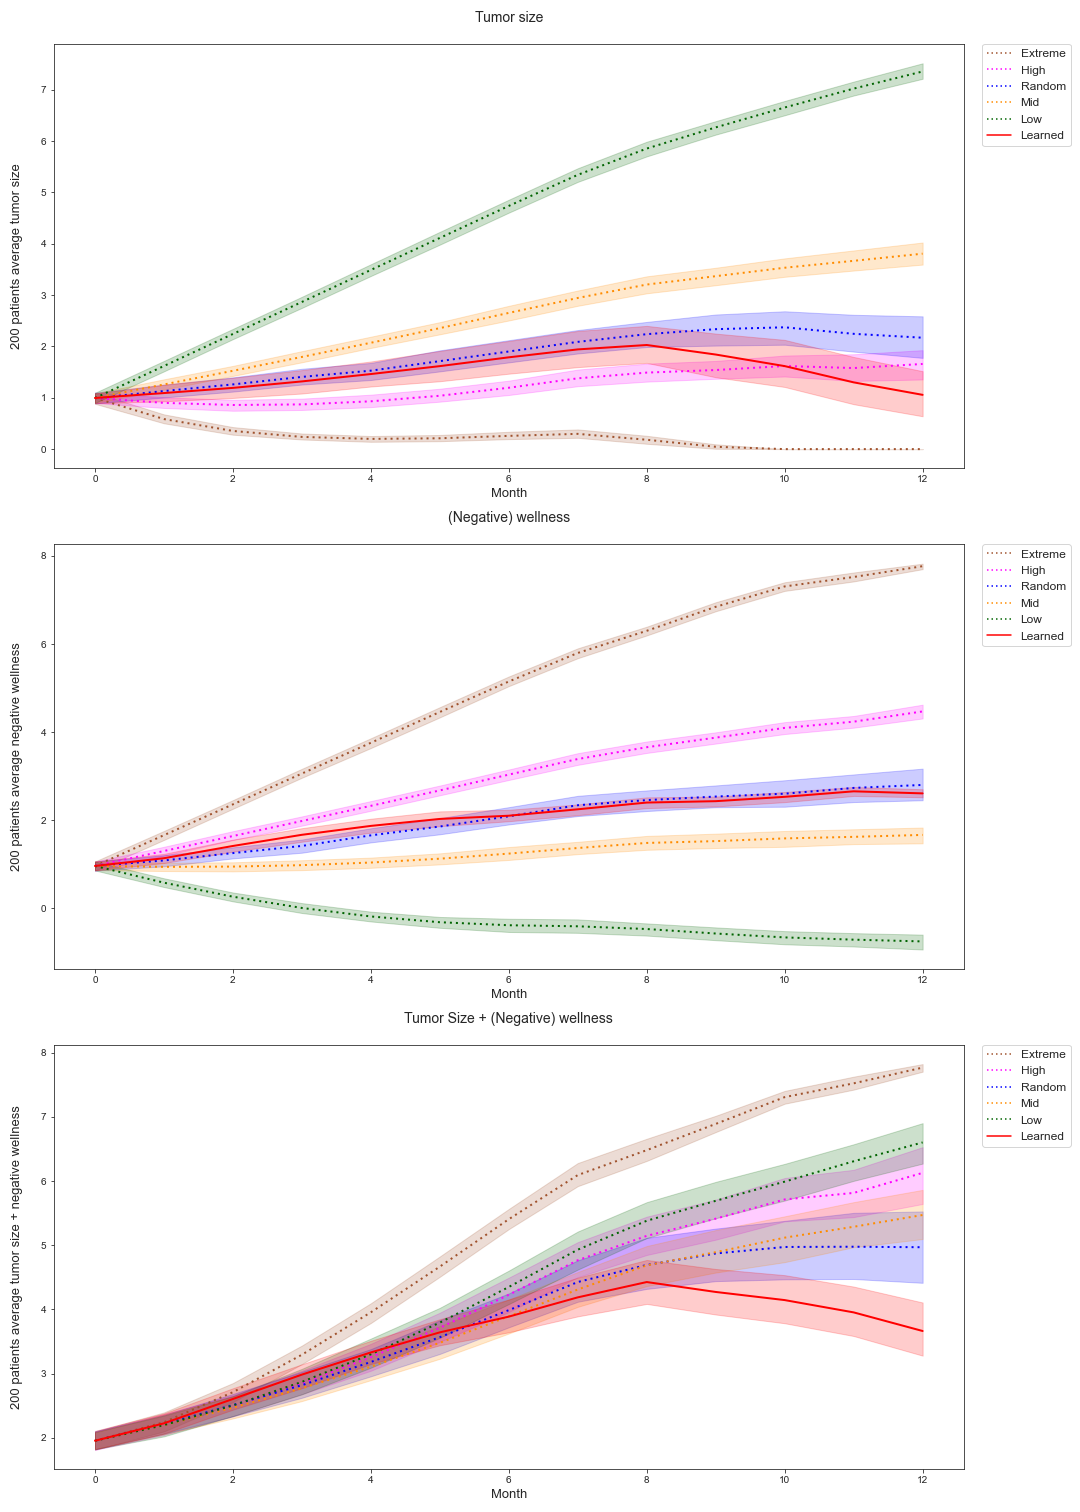 Tumor size
7
6
5
4
3
2
1
0
200 patients average tumor size
0 2 4 6 8 10 12
Month
Extreme
High
Random
Mid
Low
Learned
(Negative) wellness
8
6
4
2
0
200 patients average negative wellness
0 2 4 6 8 10 12
Month
Extreme
High
Random
Mid
Low
Learned
Tumor Size + (Negative) wellness
8
7
6
5
4
3
2
200 patients average tumor size + negative wellness
0 2 4 6 8 10 12
Month
Extreme
High
Random
Mid
Low
Learned